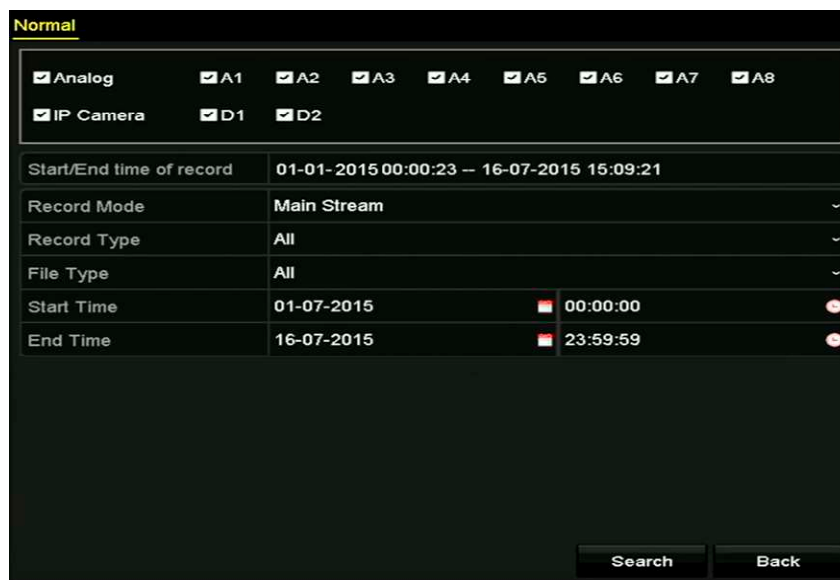 Normal
Analog A1 A2 A3 A4 A5 A6 A7 A8
IP Camera D1 D2
Start/End time of record 01-01-2015 00:00:23 -- 16-07-2015 15:09:21
Record Mode Main Stream
Record Type All
File Type All
Start Time 01-07-2015 00:00:00
End Time 16-07-2015 23:59:59
Search Back